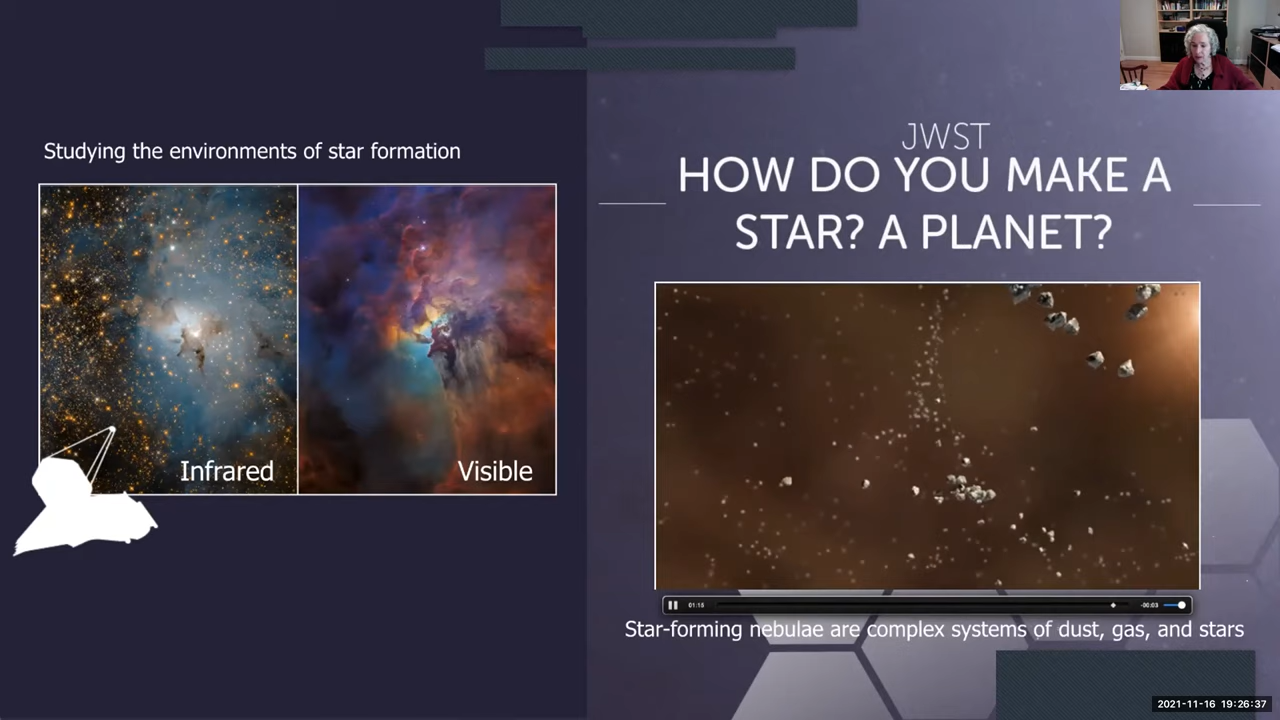 Studying the environments of star formation
Infrared
Visible
JWST
HOW DO YOU MAKE A
STAR? A PLANET?
01:15
-00:03
Star-forming nebulae are complex systems of dust, gas, and stars
2021-11-16 19:26:37